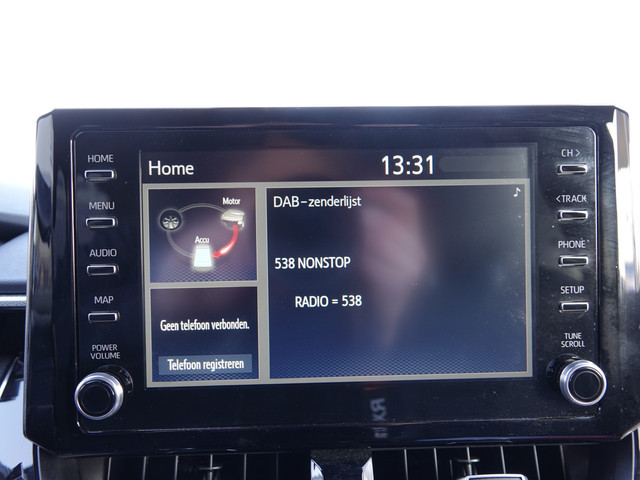 HOME
MENU
AUDIO
MAP
POWER
VOLUME
Home
13:31
Motor
Accu
Geen telefoon verbonden.
Telefoon registreren
DAB-zenderlijst
538 NONSTOP
RADIO = 538
CH >
< TRACK
PHONE
SETUP
TUNE
SCROLL